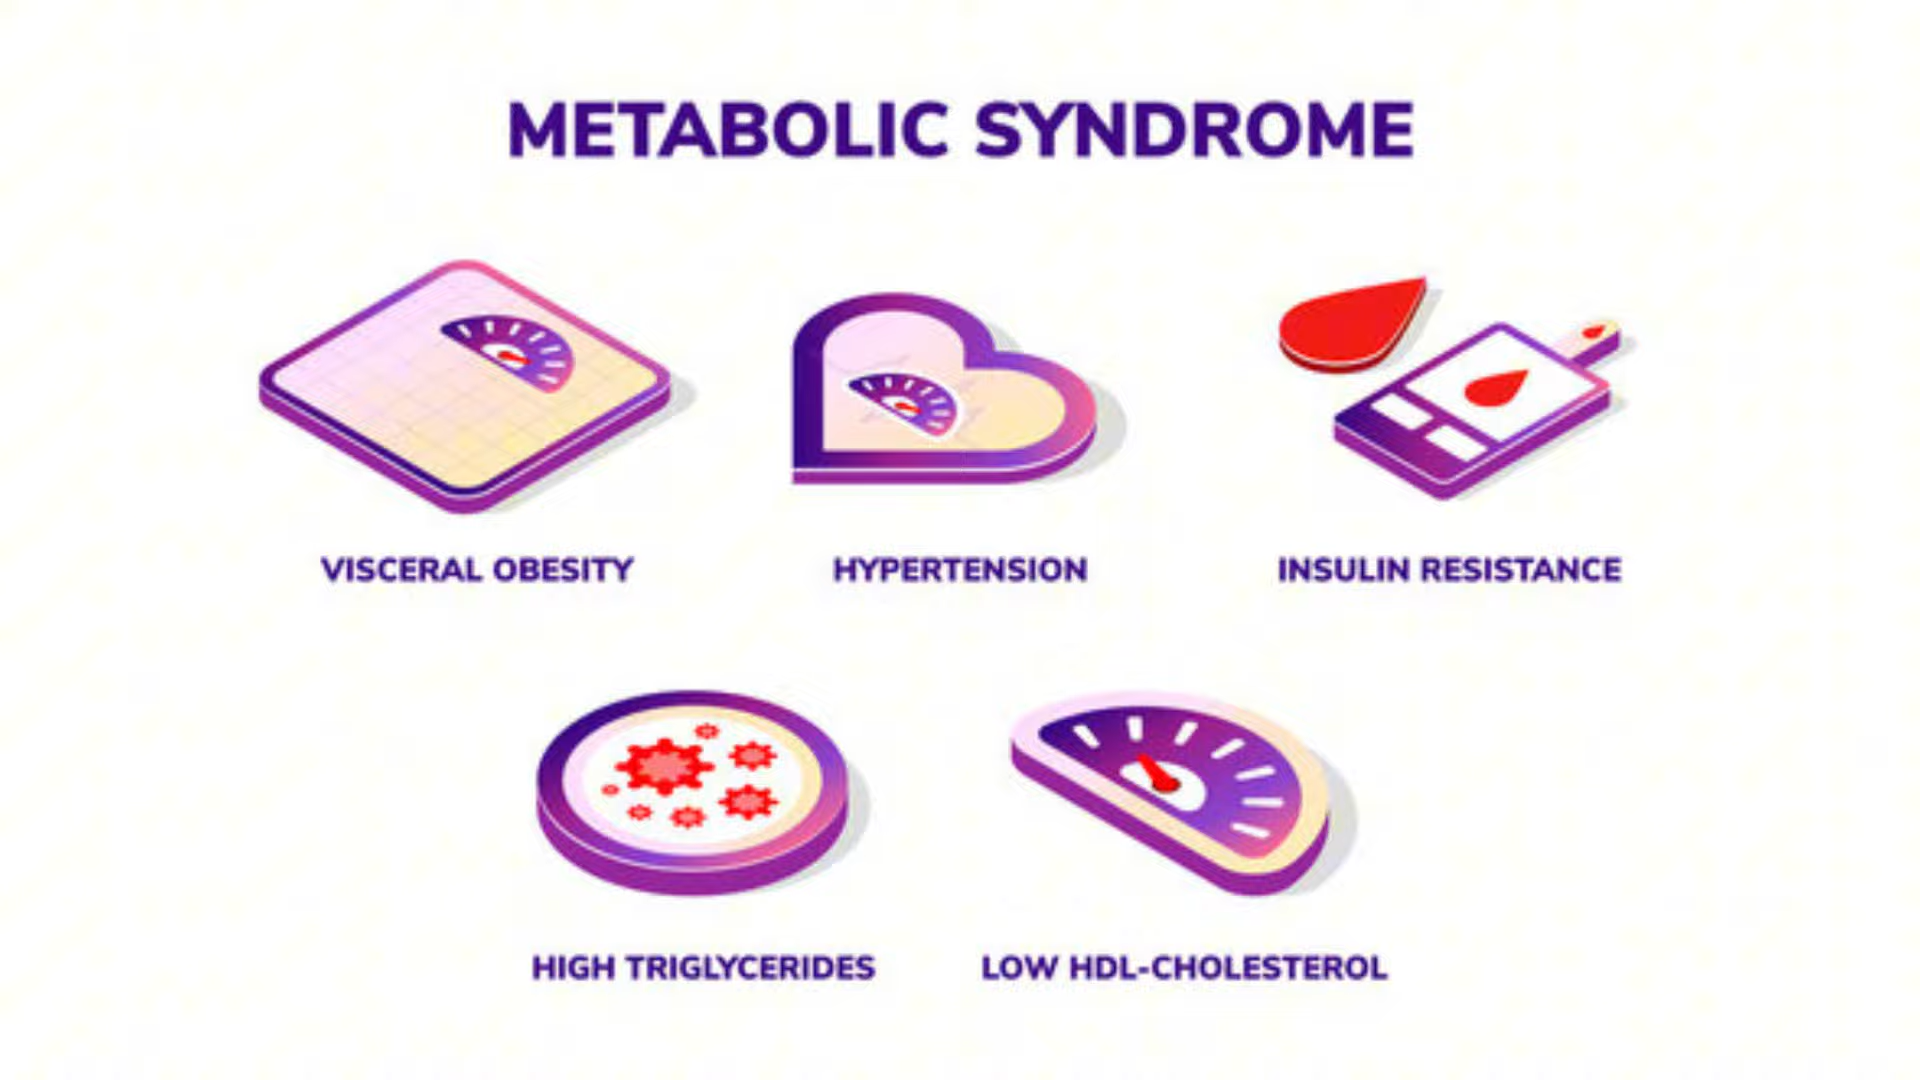 METABOLIC SYNDROME
VISCERAL OBESITY
HYPERTENSION
INSULIN RESISTANCE
HIGH TRIGLYCERIDES
LOW HDL-CHOLESTEROL